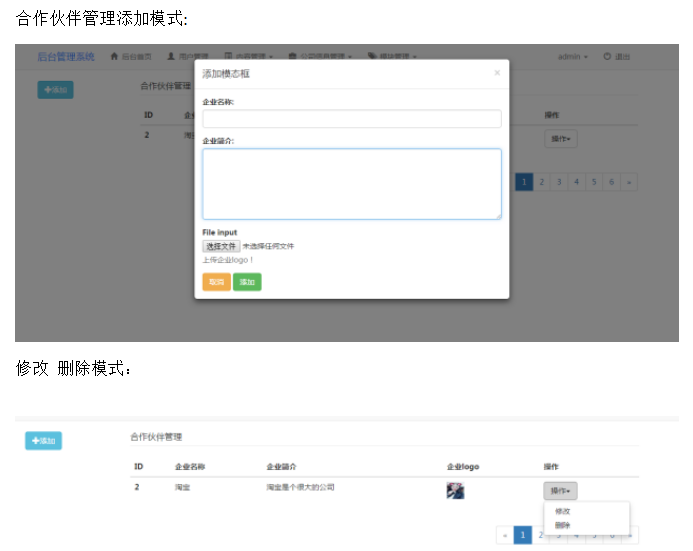 合作伙伴管理添加模式:
后台管理系统 后台首页 用户管理 内容管理 公司信息管理 模块管理 admin 退出
添加模态框 ×
+添加 合作伙伴管理
企业名称:
ID 企 操作
2 淘 操作
企业简介:
1 2 3 4 5 6 »
File input
选择文件 未选择任何文件
上传企业logo！
取消 添加
修改 删除模式：
+添加 合作伙伴管理
ID 企业名称 企业简介 企业logo 操作
2 淘宝 淘宝是个很大的公司 操作
修改
删除
« 1 2 3 4 5 6 »